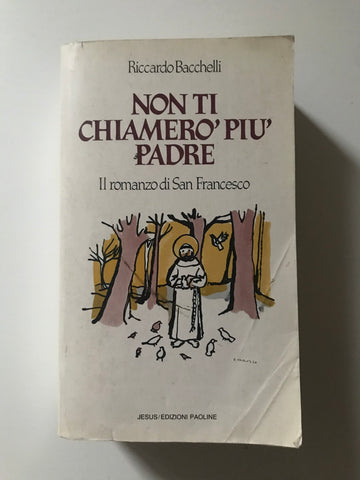 Riccardo Bacchelli
NON TI
CHIAMERO' PIU'
PADRE
Il romanzo di San Francesco
JESUS/EDIZIONI PAOLINE